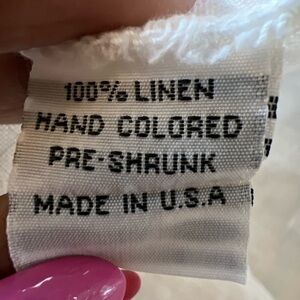 100% LINEN
HAND COLORED
PRE-SHRUNK
MADE IN U.S.A